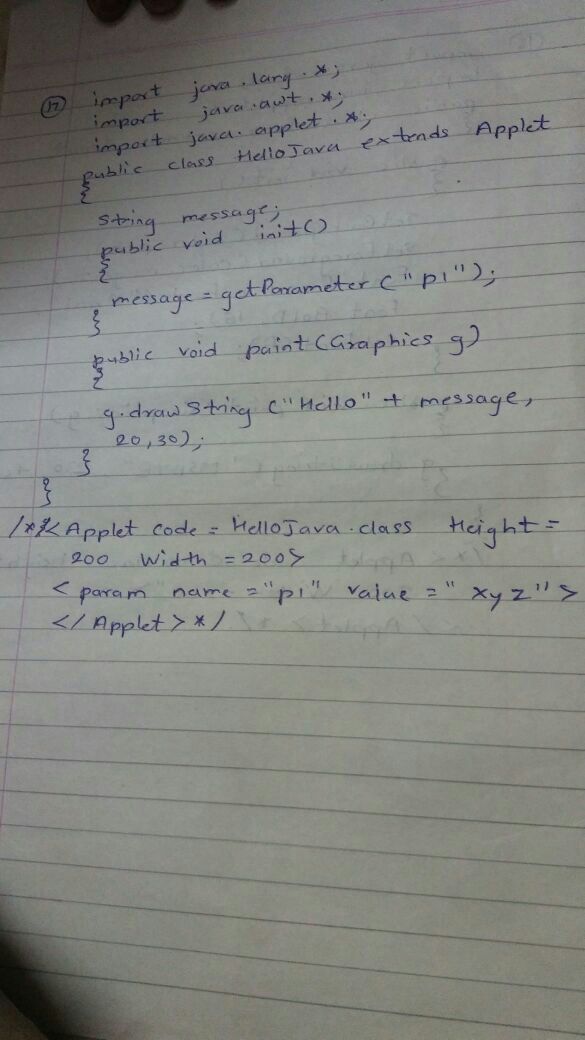 17 import java.lang.*;
import java.awt.*;
import java.applet.*;
public class HelloJava extends Applet
{
String message;
public void init()
{
message = getParameter ("p1");
}
public void paint(Graphics g)
{
g.drawString ("Hello" + message,
20,30);
}
}
/*<Applet code = HelloJava.class Height =
200 Width = 200>
< param name = "p1" value = " xyz">
</Applet>*/